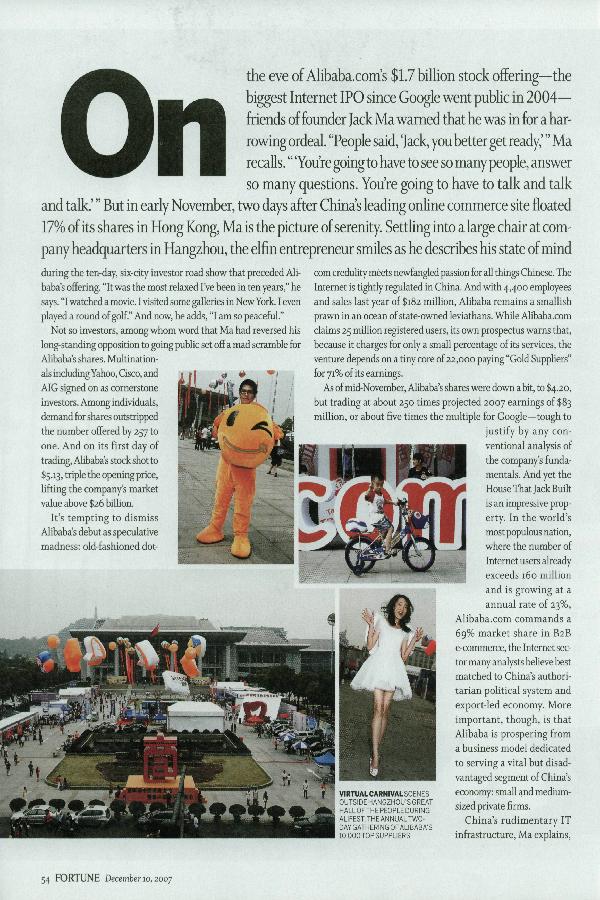 On
the eve of Alibaba.com's $1.7 billion stock offering—the
biggest Internet IPO since Google went public in 2004—
friends of founder Jack Ma warned that he was in for a har-
rowing ordeal. "People said, 'Jack, you better get ready,'" Ma
recalls. "'You're going to have to see so many people, answer
so many questions. You're going to have to talk and talk
and talk.'" But in early November, two days after China's leading online commerce site floated
17% of its shares in Hong Kong, Ma is the picture of serenity. Settling into a large chair at com-
pany headquarters in Hangzhou, the elfin entrepreneur smiles as he describes his state of mind
during the ten-day, six-city investor road show that preceded Ali-
baba's offering. "It was the most relaxed I've been in ten years," he
says. "I watched a movie. I visited some galleries in New York. I even
played a round of golf." And now, he adds, "I am so peaceful."
Not so investors, among whom word that Ma had reversed his
long-standing opposition to going public set off a mad scramble for
Alibaba's shares. Multination-
als including Yahoo, Cisco, and
AIG signed on as cornerstone
investors. Among individuals,
demand for shares outstripped
the number offered by 257 to
one. And on its first day of
trading, Alibaba's stock shot to
$5.13, triple the opening price,
lifting the company's market
value above $26 billion.
It's tempting to dismiss
Alibaba's debut as speculative
madness: old-fashioned dot-
com credulity meets newfangled passion for all things Chinese. The
Internet is tightly regulated in China. And with 4,400 employees
and sales last year of $182 million, Alibaba remains a smallish
prawn in an ocean of state-owned leviathans. While Alibaba.com
claims 25 million registered users, its own prospectus warns that,
because it charges for only a small percentage of its services, the
venture depends on a tiny core of 22,000 paying "Gold Suppliers"
for 71% of its earnings.
As of mid-November, Alibaba's shares were down a bit, to $4.20,
but trading at about 250 times projected 2007 earnings of $83
million, or about five times the multiple for Google—tough to
justify by any con-
ventional analysis of
the company's funda-
mentals. And yet the
House That Jack Built
is an impressive prop-
erty. In the world's
most populous nation,
where the number of
Internet users already
exceeds 160 million
and is growing at a
annual rate of 23%,
Alibaba.com commands a
69% market share in B2B
e-commerce, the Internet sec-
tor many analysts believe best
matched to China's authori-
tarian political system and
export-led economy. More
important, though, is that
Alibaba is prospering from
a business model dedicated
to serving a vital but disad-
vantaged segment of China's
economy: small and medium-
sized private firms.
China's rudimentary IT
infrastructure, Ma explains,
com
VIRTUAL CARNIVAL SCENES
OUTSIDE HANGZHOU'S GREAT
HALL OF THE PEOPLE DURING
ALIFEST, THE ANNUAL TWO-
DAY GATHERING OF ALIBABA'S
10,000 TOP SUPPLIERS
54 FORTUNE December 10, 2007